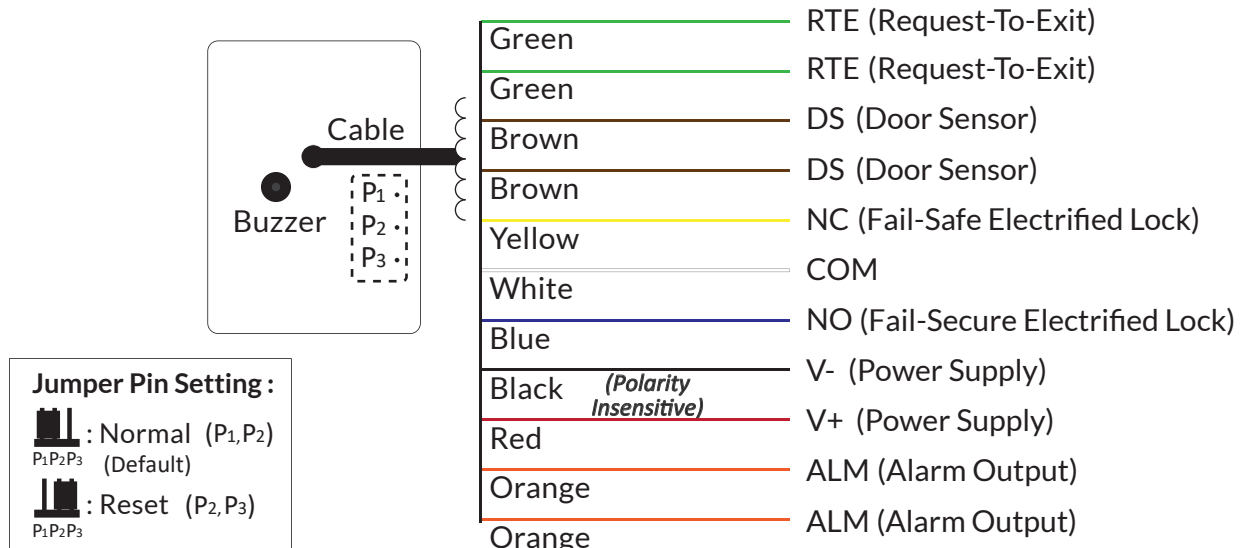 Cable
Buzzer
P1
P2
P3
Green
RTE (Request-To-Exit)
Green
RTE (Request-To-Exit)
Brown
DS (Door Sensor)
Brown
DS (Door Sensor)
Yellow
NC (Fail-Safe Electrified Lock)
White
COM
Blue
NO (Fail-Secure Electrified Lock)
Black (Polarity
Insensitive)
V- (Power Supply)
Red
V+ (Power Supply)
Orange
ALM (Alarm Output)
Orange
ALM (Alarm Output)
Jumper Pin Setting :
: Normal (P1,P2)
P1P2P3 (Default)
: Reset (P2,P3)
P1P2P3